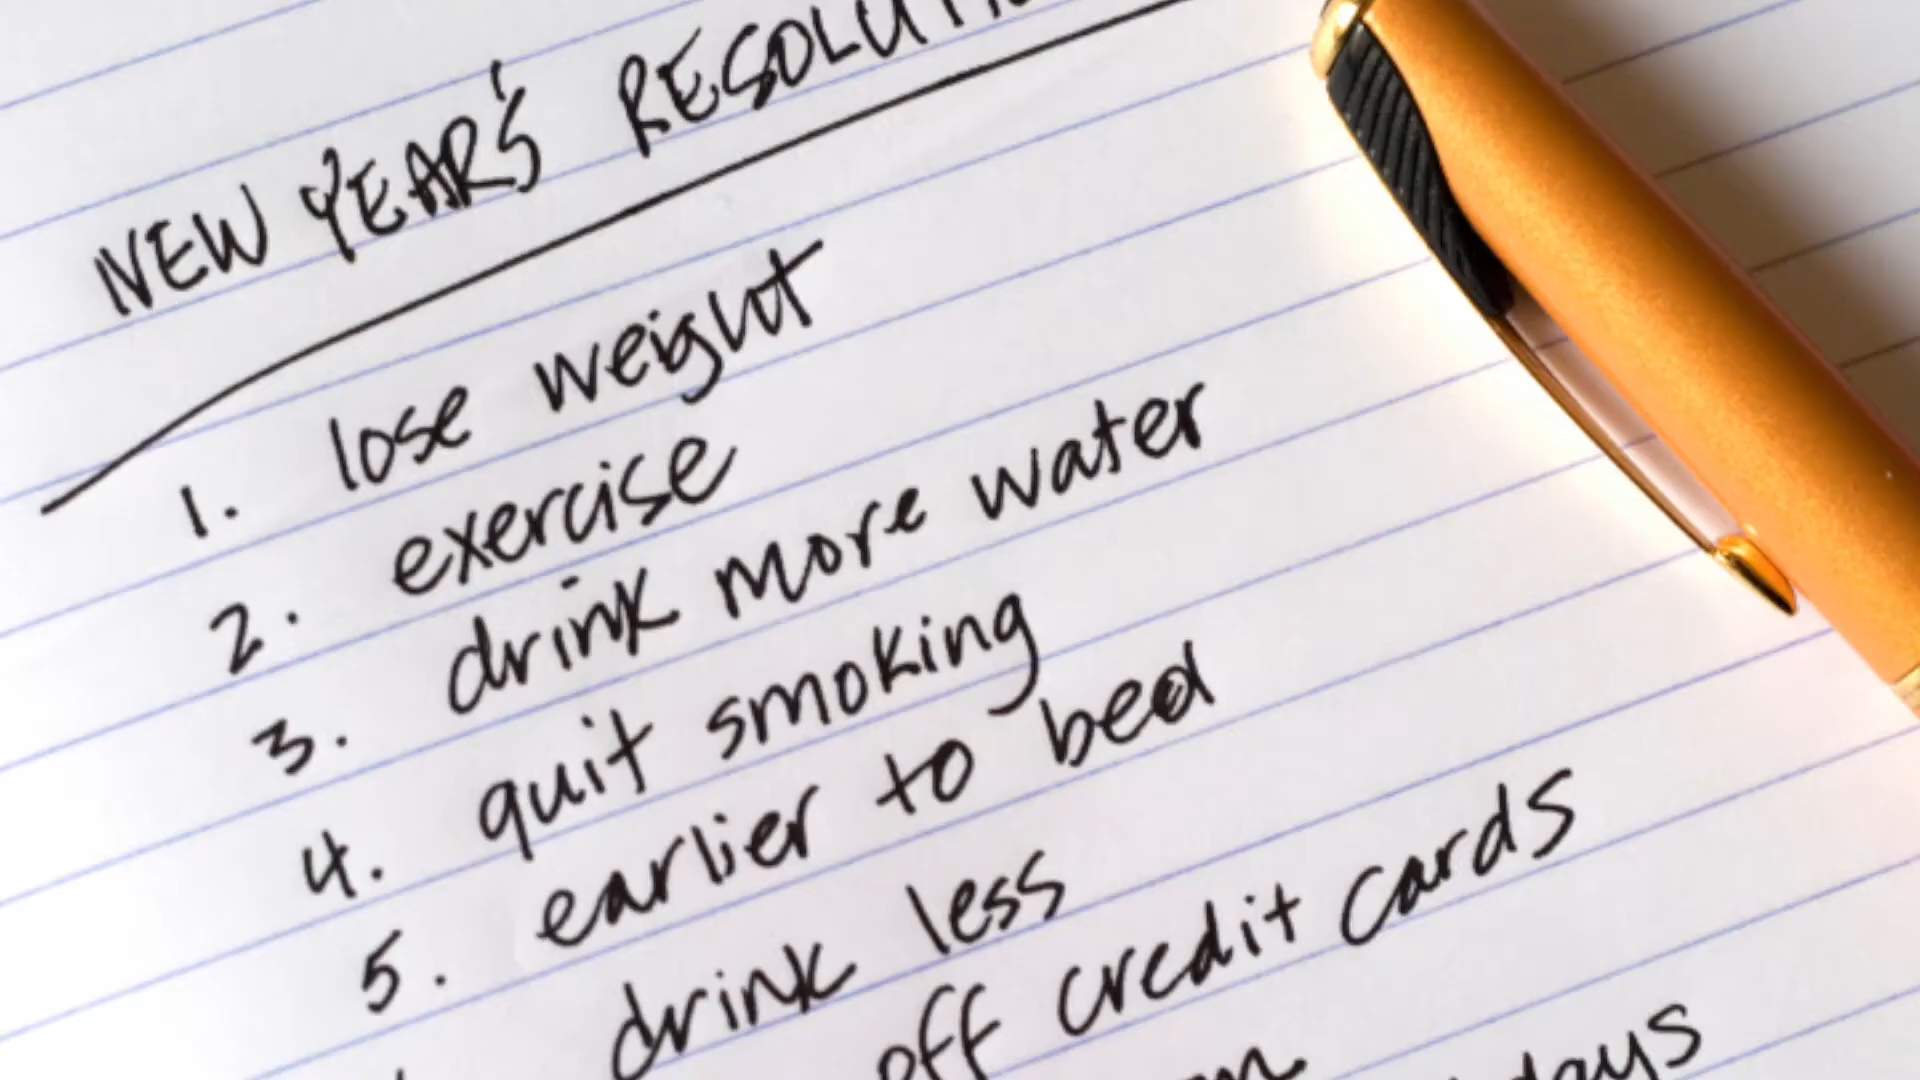 NEW YEAR'S
1. lose weight
2. exercise
3. drink more water
4. quit smoking
5. earlier to bed
drink less
off credit cards